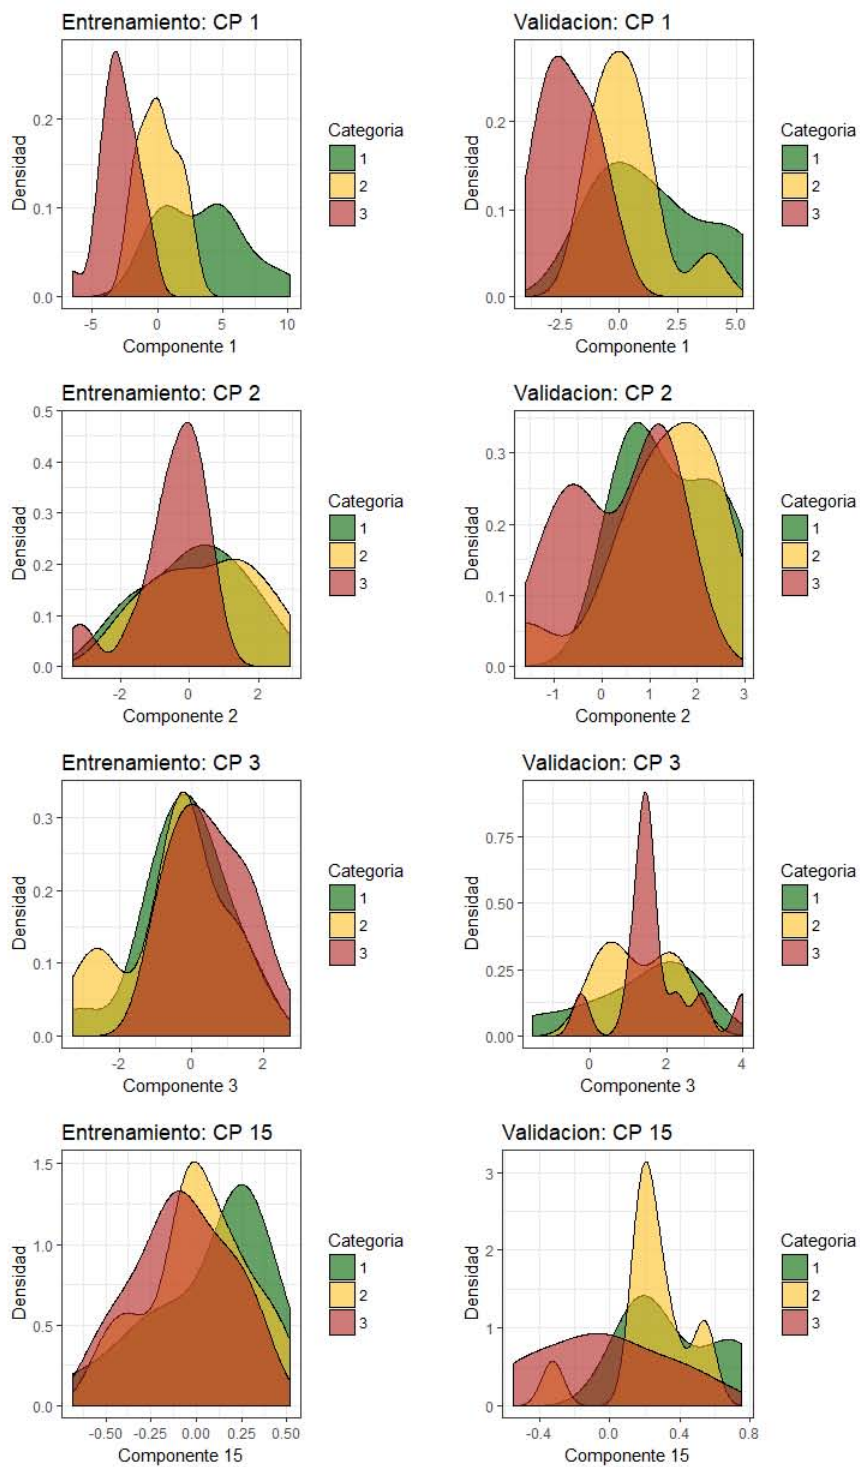 Entrenamiento: CP 1
Densidad
0.2
0.1
0.0
-5
0
5
10
Componente 1
Categoria
1
2
3
Validacion: CP 1
Densidad
0.2
0.1
0.0
-2.5
0.0
2.5
5.0
Componente 1
Categoria
1
2
3
Entrenamiento: CP 2
Densidad
0.5
0.4
0.3
0.2
0.1
0.0
-2
0
2
Componente 2
Categoria
1
2
3
Validacion: CP 2
Densidad
0.3
0.2
0.1
0.0
-1
0
1
2
3
Componente 2
Categoria
1
2
3
Entrenamiento: CP 3
Densidad
0.3
0.2
0.1
0.0
-2
0
2
Componente 3
Categoria
1
2
3
Validacion: CP 3
Densidad
0.75
0.50
0.25
0.00
0
2
4
Componente 3
Categoria
1
2
3
Entrenamiento: CP 15
Densidad
1.5
1.0
0.5
0.0
-0.50
-0.25
0.00
0.25
0.50
Componente 15
Categoria
1
2
3
Validacion: CP 15
Densidad
3
2
1
0
-0.4
0.0
0.4
0.8
Componente 15
Categoria
1
2
3